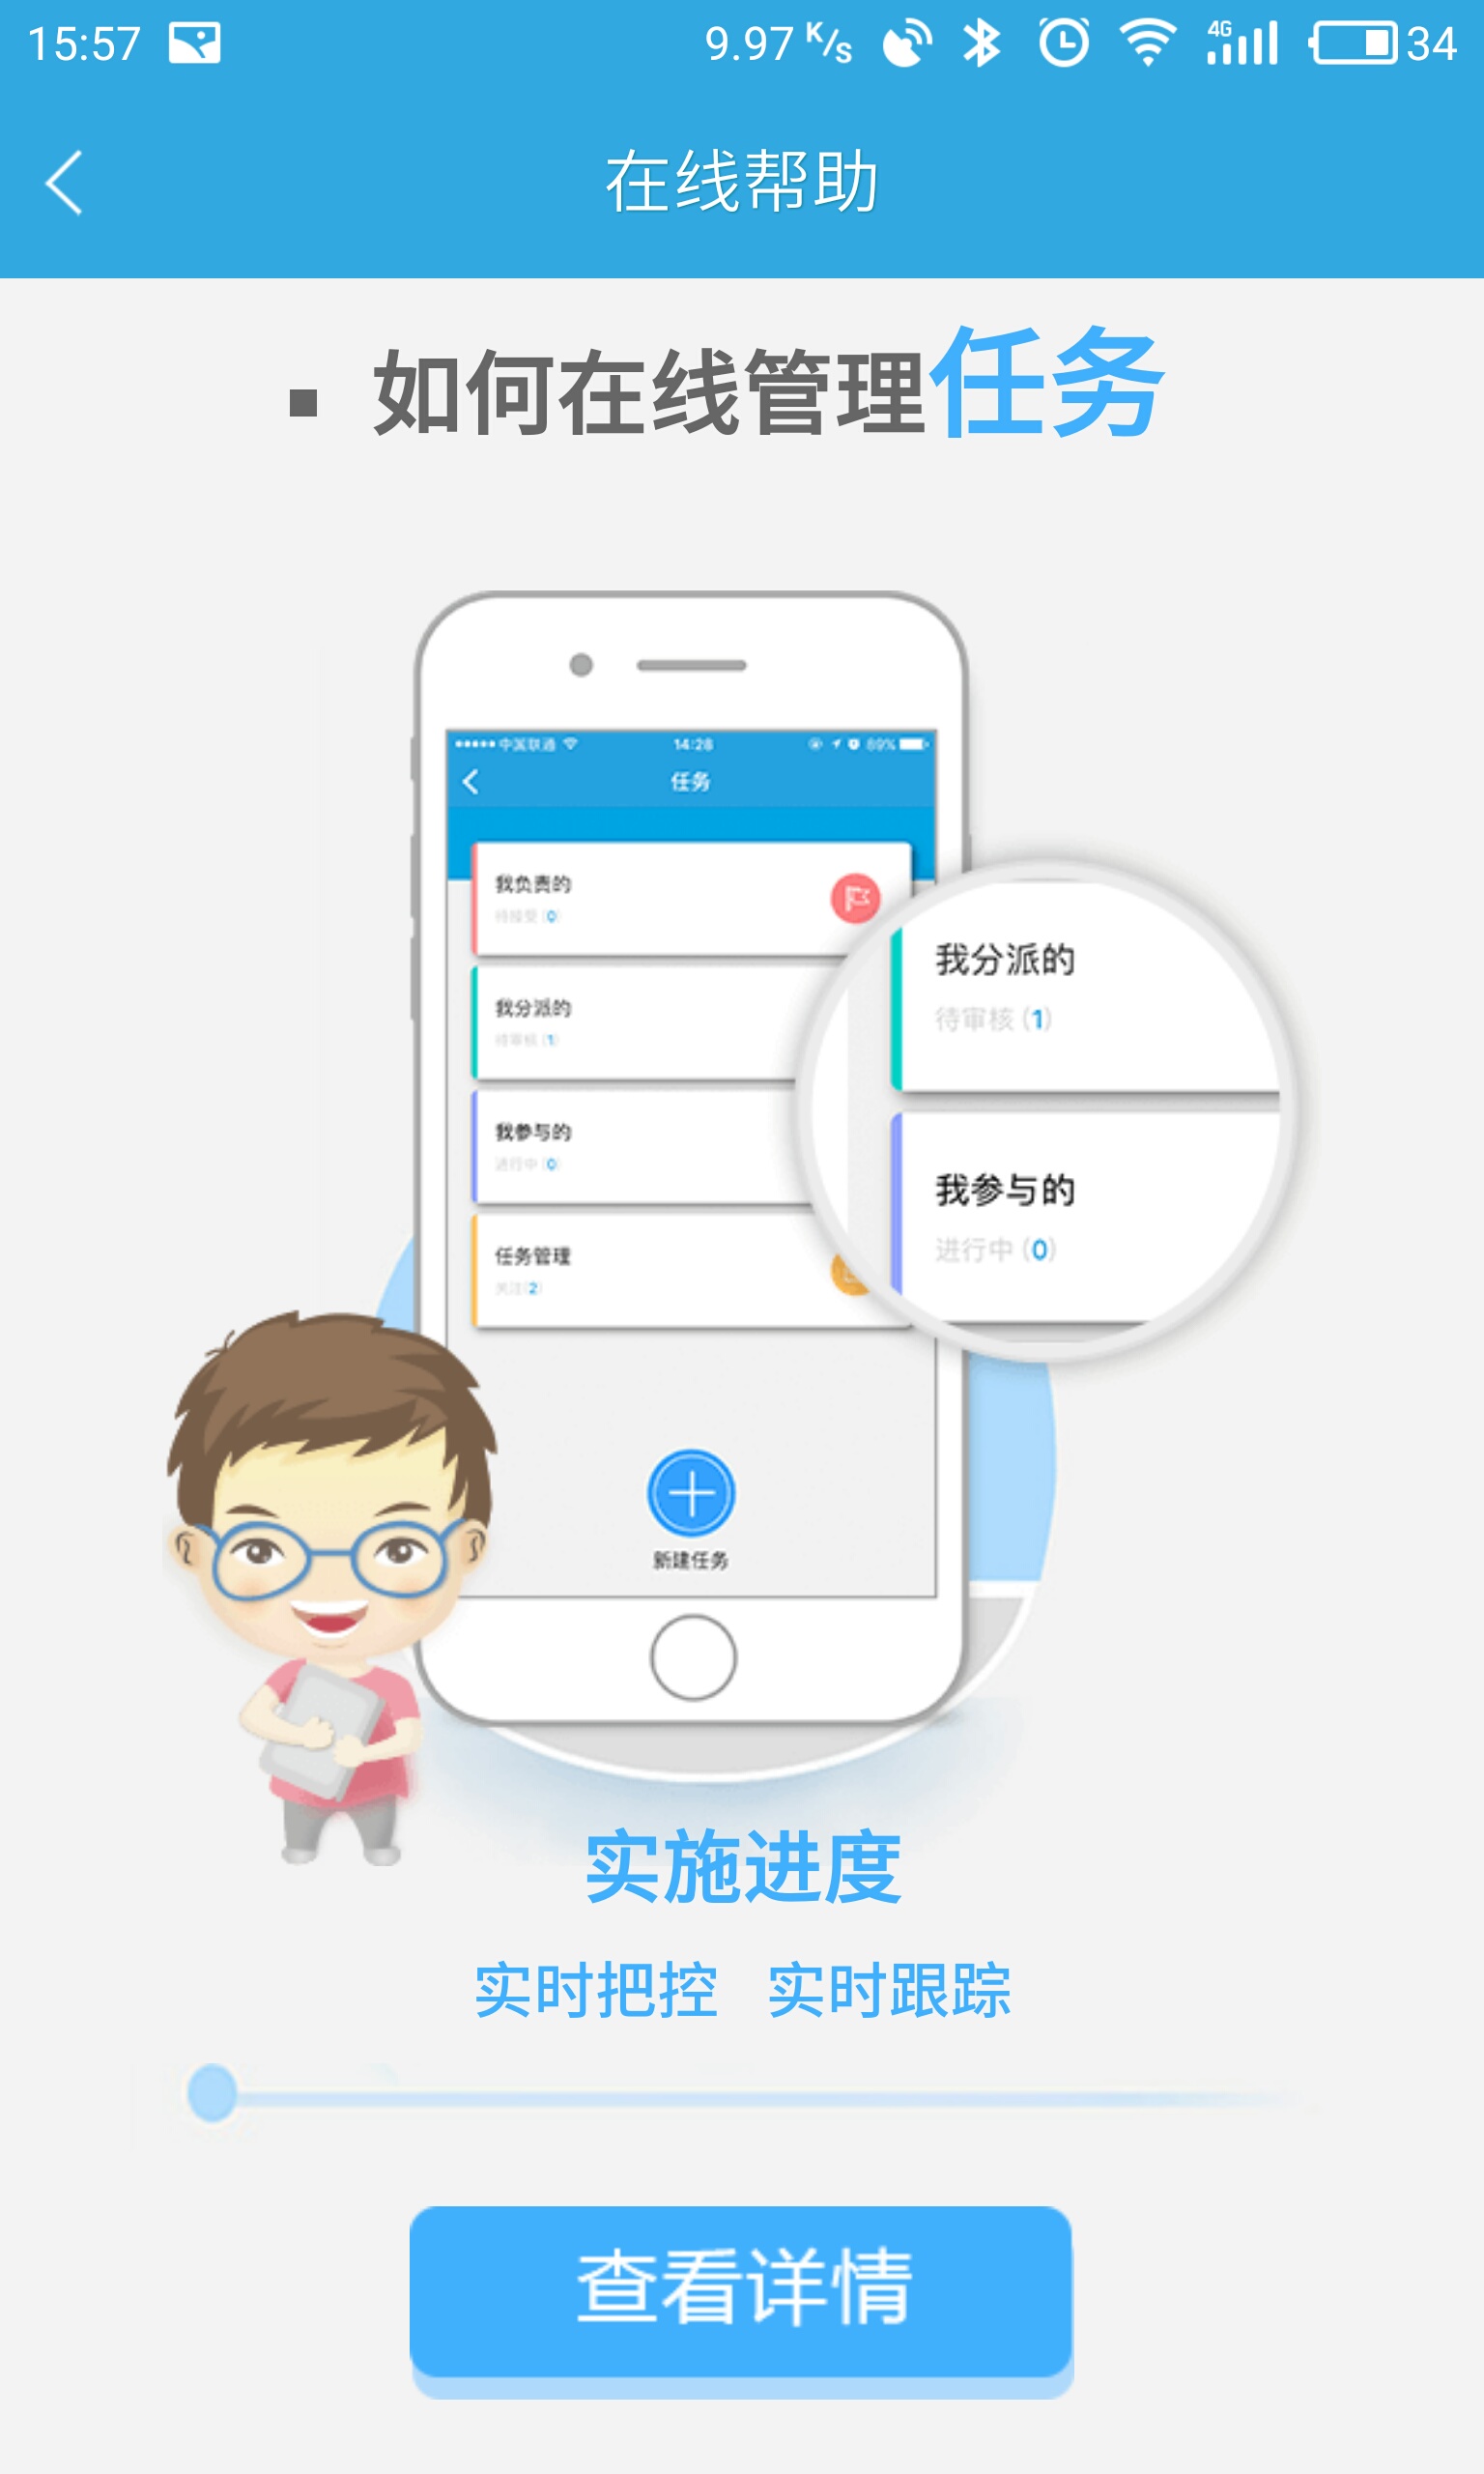 15:57 9.97 K/s 4G 34
在线帮助
如何在线管理任务
中国联通 14:28 89%
任务
我负责的
待接受(0)
我分派的
待审核(1)
我参与的
进行中(0)
任务管理
关注(2)
我分派的
待审核(1)
我参与的
进行中(0)
新建任务
实施进度
实时把控 实时跟踪
查看详情